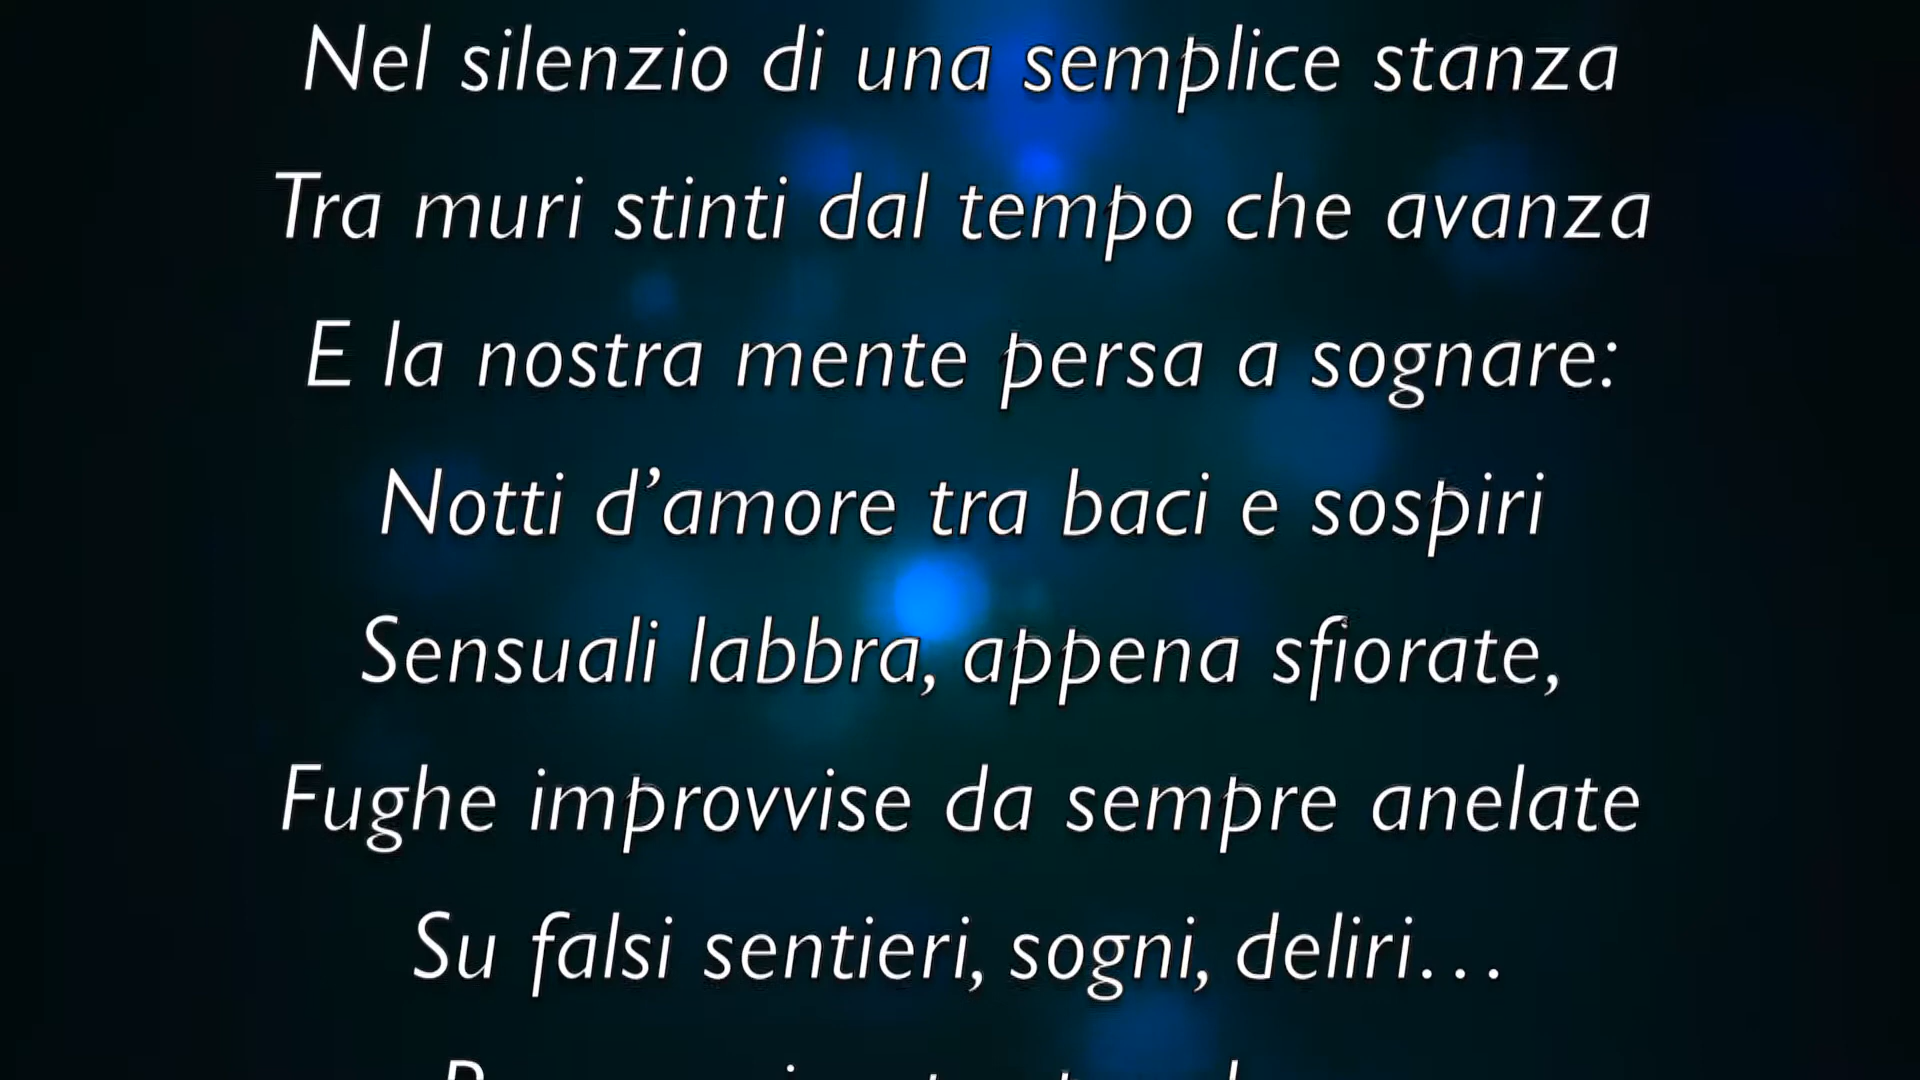 Nel silenzio di una semplice stanza
Tra muri stinti dal tempo che avanza
E la nostra mente persa a sognare:
Notti d’amore tra baci e sospiri
Sensuali labbra, appena sfiorate,
Fughe improvvise da sempre anelate
Su falsi sentieri, sogni, deliri…